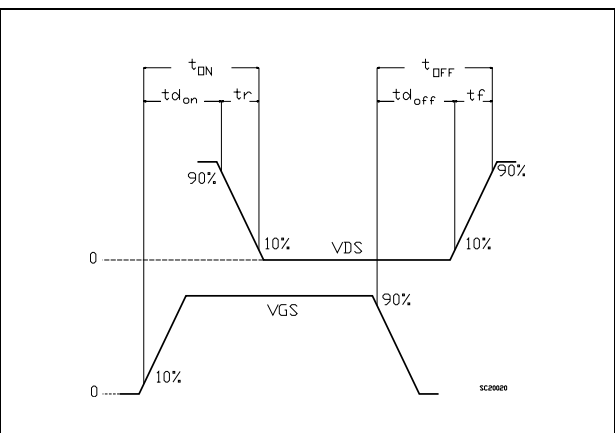 tON tOFF
tdon tr tdoff tf
90% 90%
10% VDS 10%
0
VGS 90%
10%
0
SC20020